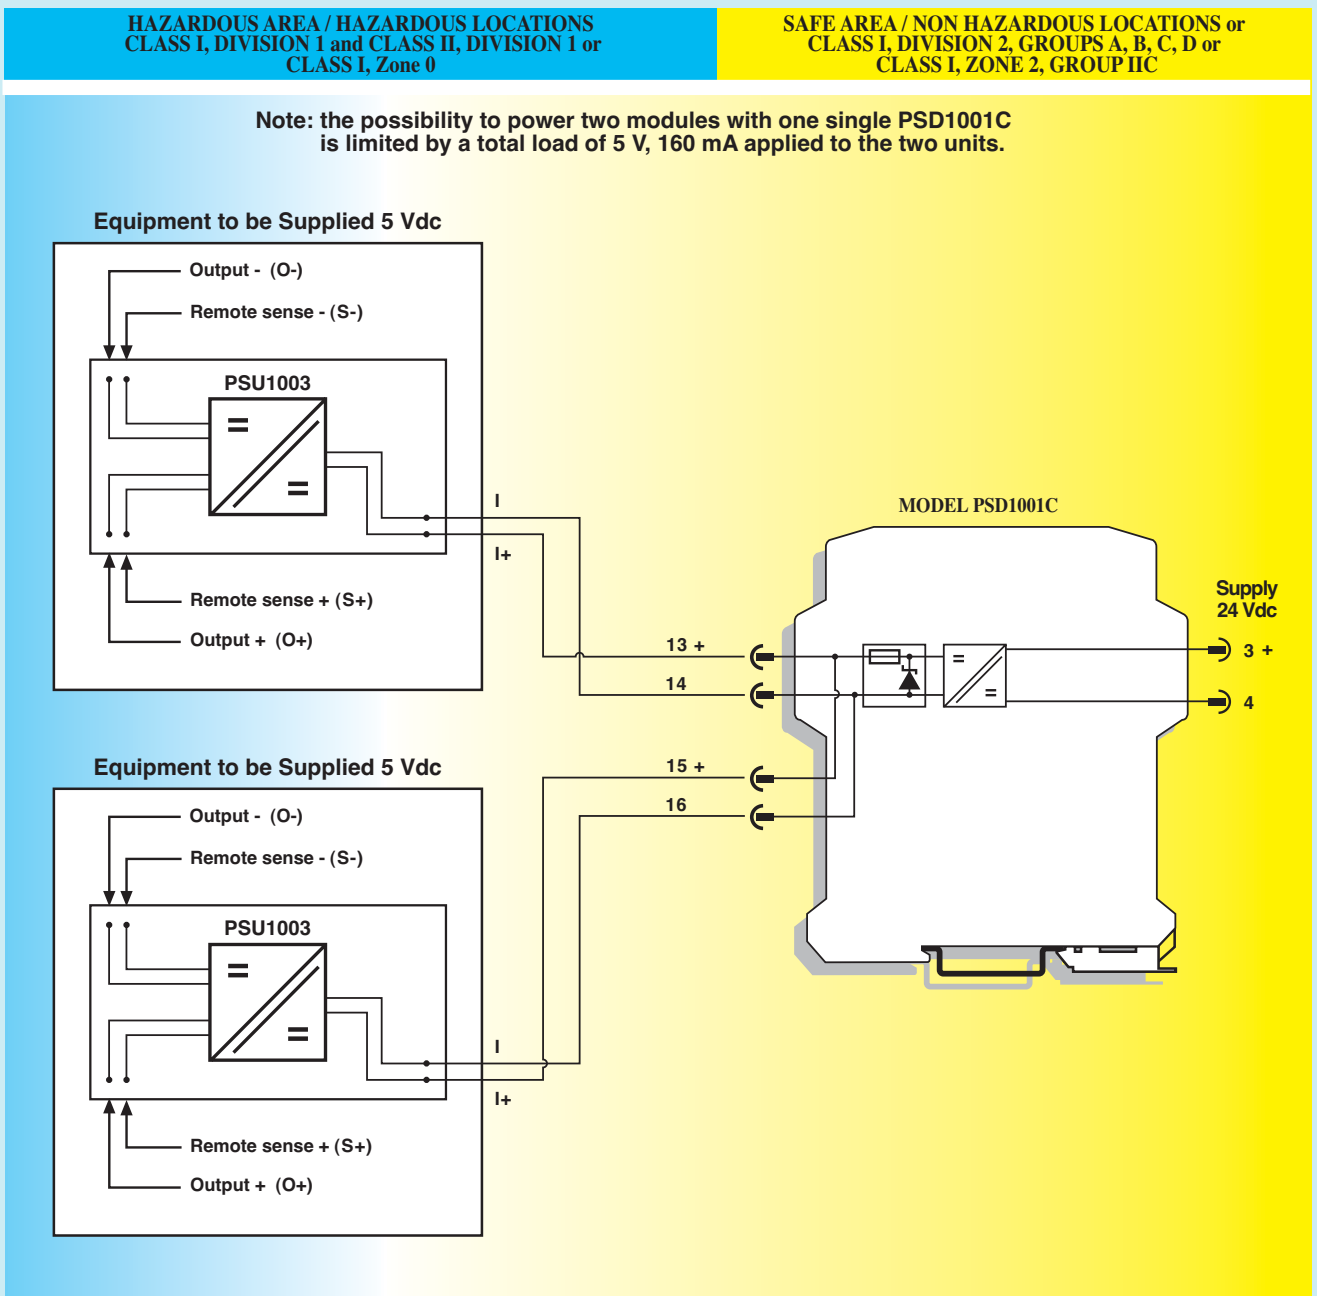 HAZARDOUS AREA / HAZARDOUS LOCATIONS
CLASS I, DIVISION 1 and CLASS II, DIVISION 1 or
CLASS I, Zone 0
SAFE AREA / NON HAZARDOUS LOCATIONS or
CLASS I, DIVISION 2, GROUPS A, B, C, D or
CLASS I, ZONE 2, GROUP IIC
Note: the possibility to power two modules with one single PSD1001C
is limited by a total load of 5 V, 160 mA applied to the two units.
Equipment to be Supplied 5 Vdc
Output - (O-)
Remote sense - (S-)
PSU1003
I
I+
Remote sense + (S+)
Output + (O+)
MODEL PSD1001C
Supply
24 Vdc
13 +
14
3 +
4
15 +
16
Equipment to be Supplied 5 Vdc
Output - (O-)
Remote sense - (S-)
PSU1003
I
I+
Remote sense + (S+)
Output + (O+)